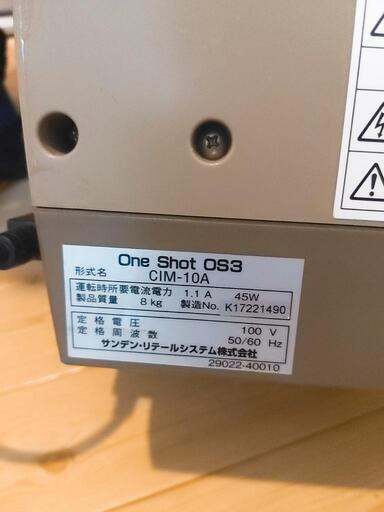 One Shot OS3
形式名 CIM-10A
運転時所要電流電力 1.1 A 45W
製品質量 8 kg 製造No. K17221490
定格電圧 100 V
定格周波数 50/60 Hz
サンデン・リテールシステム株式会社
29022-40010